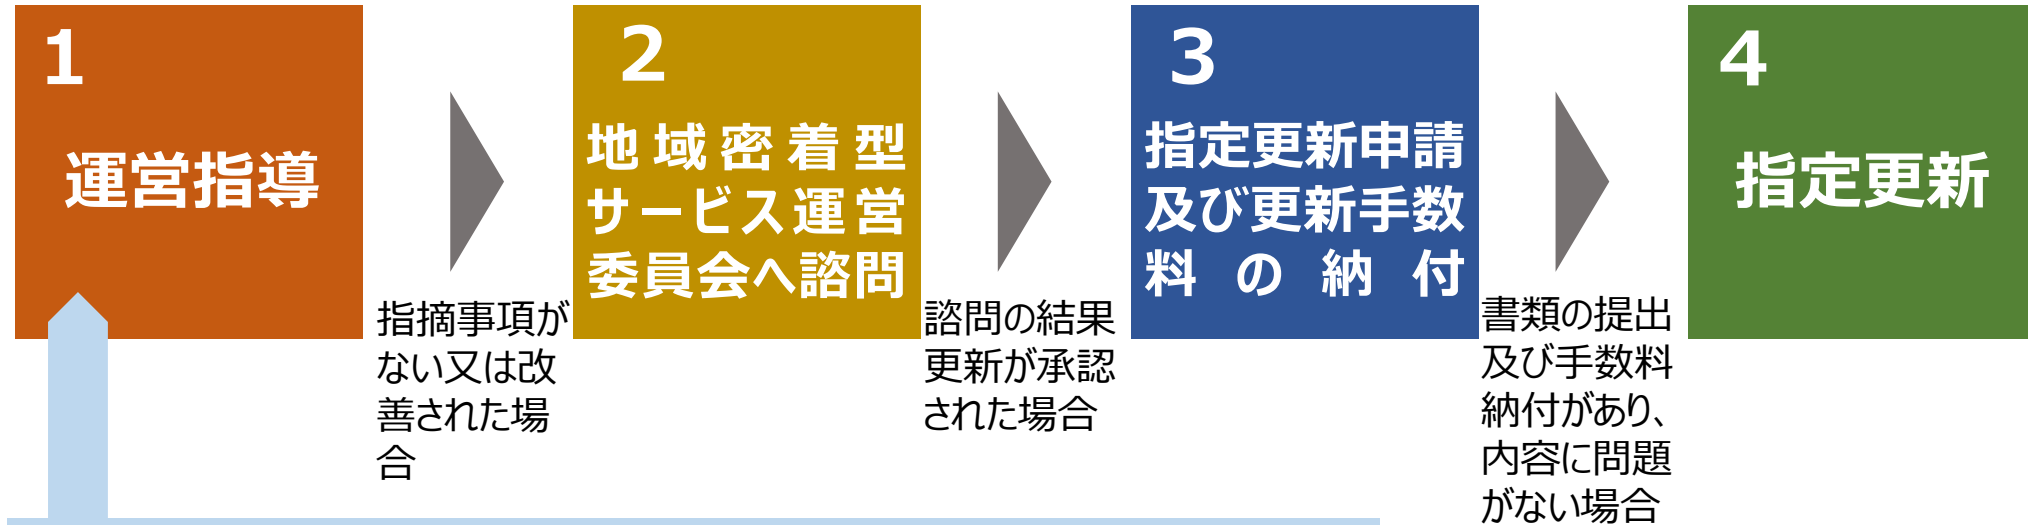 1
運営指導
指摘事項が
ない又は改
善された場
合
2
地域密着型
サービス運営
委員会へ諮問
諮問の結果
更新が承認
された場合
3
指定更新申請
及び更新手数
料の納付
書類の提出
及び手数料
納付があり、
内容に問題
がない場合
4
指定更新